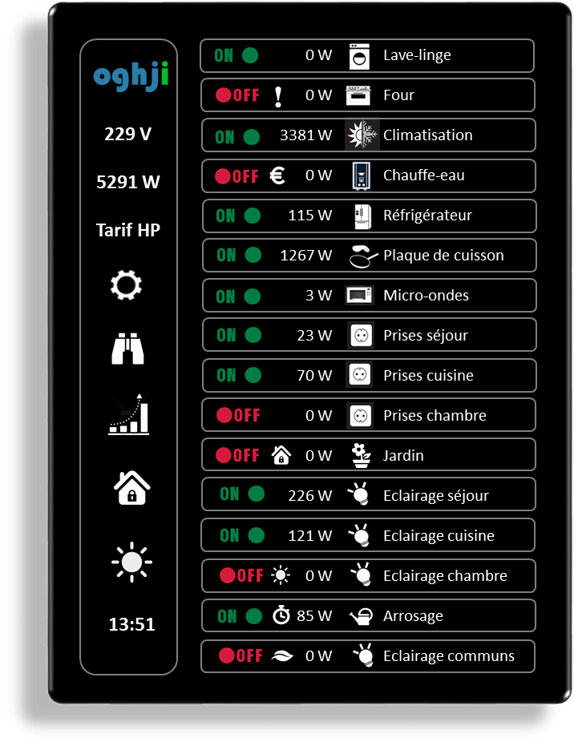 oghji
229 V
5291 W
Tarif HP
13:51
ON 0 W Lave-linge
OFF ! 0 W Four
ON 3381 W Climatisation
OFF € 0 W Chauffe-eau
ON 115 W Réfrigérateur
ON 1267 W Plaque de cuisson
ON 3 W Micro-ondes
ON 23 W Prises séjour
ON 70 W Prises cuisine
OFF 0 W Prises chambre
OFF 0 W Jardin
ON 226 W Eclairage séjour
ON 121 W Eclairage cuisine
OFF 0 W Eclairage chambre
ON 85 W Arrosage
OFF 0 W Eclairage communs